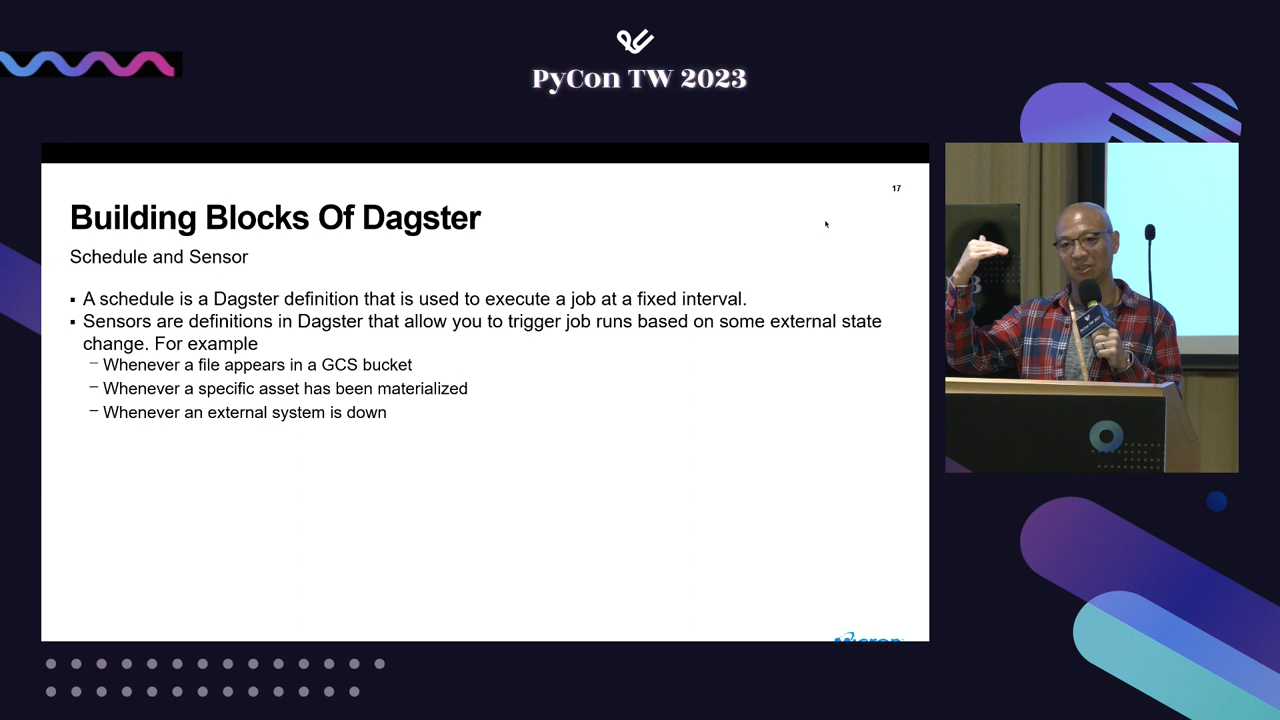 PyCon TW 2023
17
Building Blocks Of Dagster
Schedule and Sensor
▪ A schedule is a Dagster definition that is used to execute a job at a fixed interval.
▪ Sensors are definitions in Dagster that allow you to trigger job runs based on some external state
change. For example
– Whenever a file appears in a GCS bucket
– Whenever a specific asset has been materialized
– Whenever an external system is down